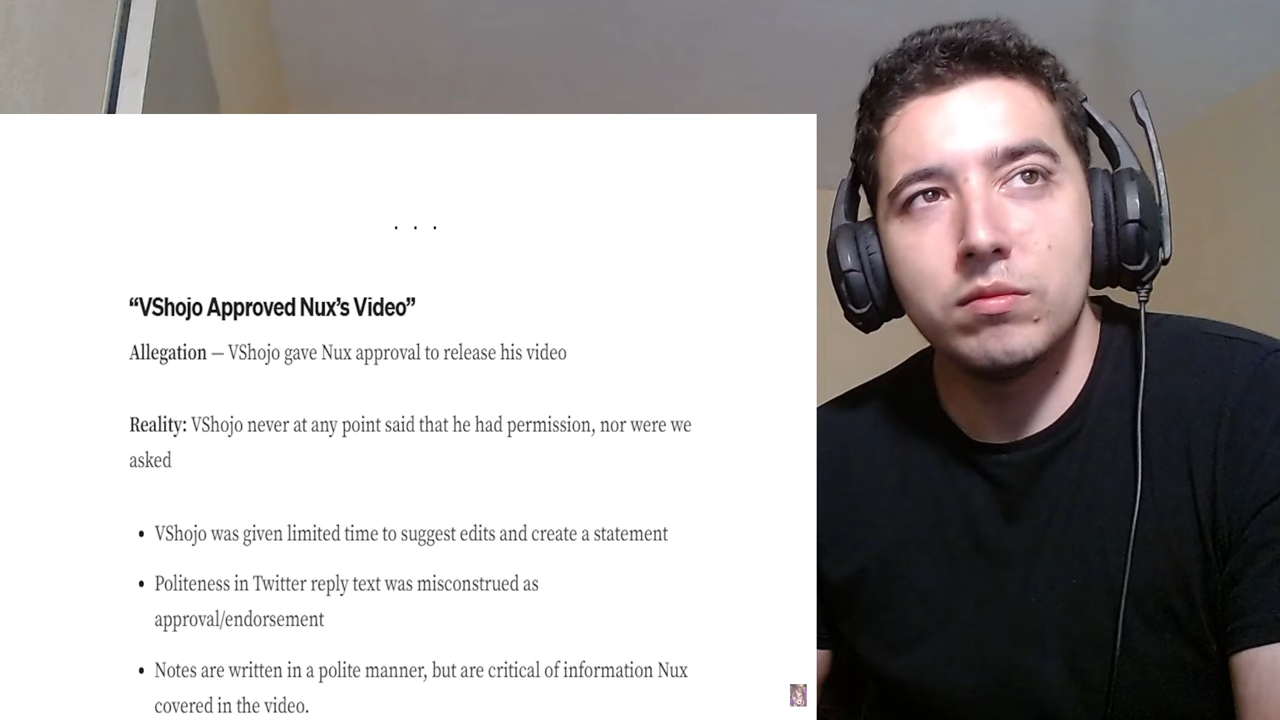 . . .
“VShojo Approved Nux’s Video”
Allegation — VShojo gave Nux approval to release his video
Reality: VShojo never at any point said that he had permission, nor were we
asked
• VShojo was given limited time to suggest edits and create a statement
• Politeness in Twitter reply text was misconstrued as
approval/endorsement
• Notes are written in a polite manner, but are critical of information Nux
covered in the video.